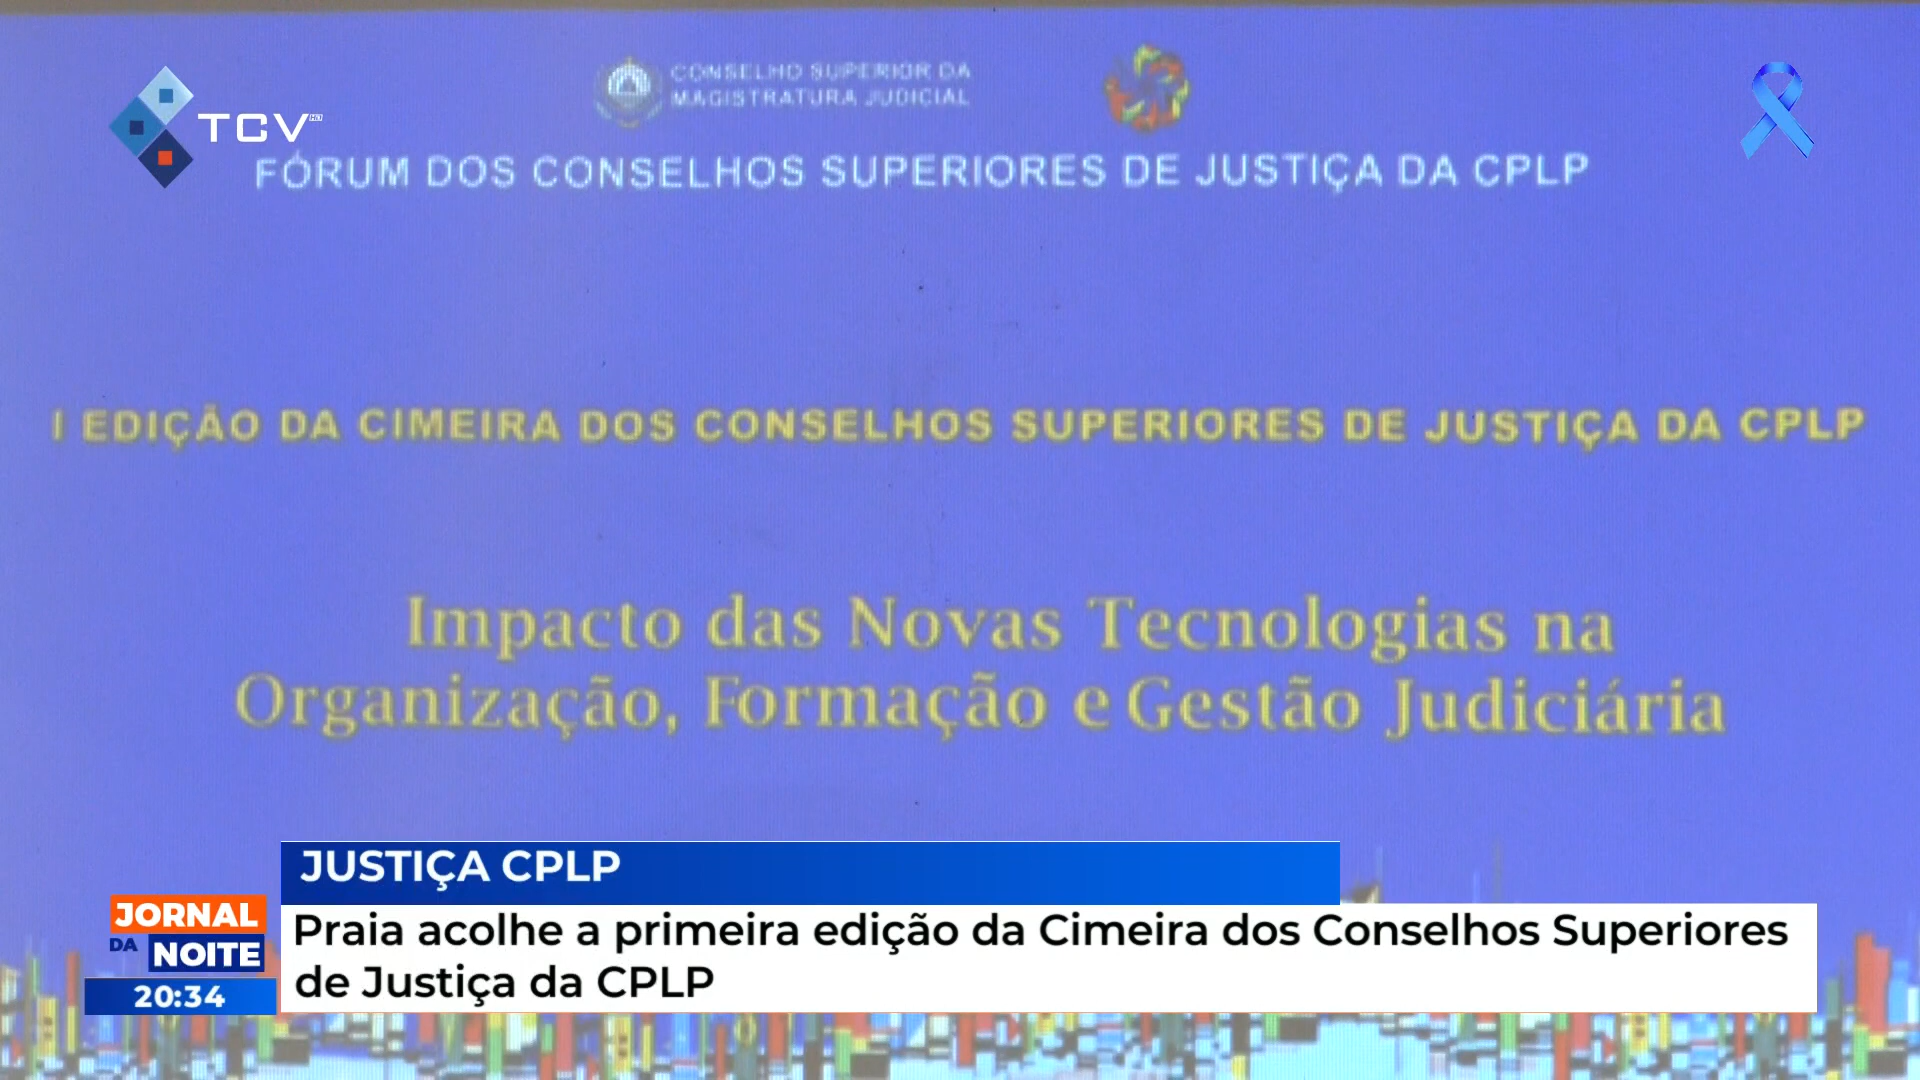 CONSELHO SUPERIOR DA
MAGISTRATURA JUDICIAL
TCV HD
FÓRUM DOS CONSELHOS SUPERIORES DE JUSTIÇA DA CPLP
I EDIÇÃO DA CIMEIRA DOS CONSELHOS SUPERIORES DE JUSTIÇA DA CPLP
Impacto das Novas Tecnologias na
Organização, Formação e Gestão Judiciária
JUSTIÇA CPLP
Praia acolhe a primeira edição da Cimeira dos Conselhos Superiores
de Justiça da CPLP
JORNAL
DA NOITE
20:34